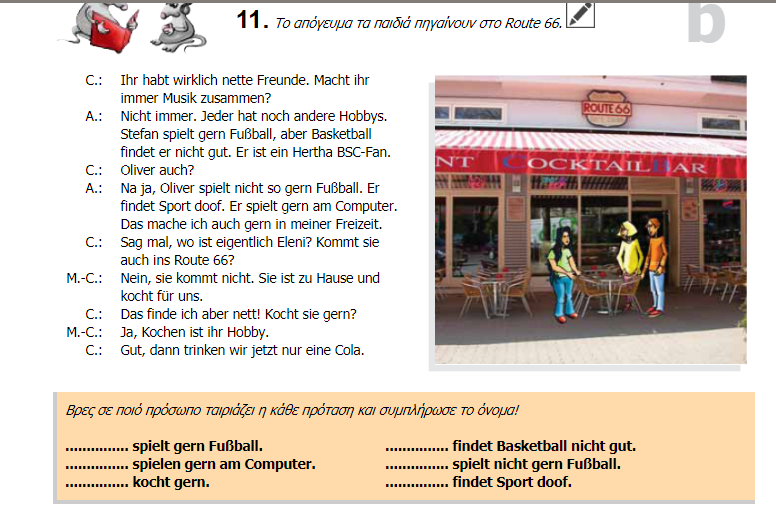 11. Το απόγευμα τα παιδιά πηγαίνουν στο Route 66.
b
C.: Ihr habt wirklich nette Freunde. Macht ihr
immer Musik zusammen?
A.: Nicht immer. Jeder hat noch andere Hobbys.
Stefan spielt gern Fußball, aber Basketball
findet er nicht gut. Er ist ein Hertha BSC-Fan.
C.: Oliver auch?
A.: Na ja, Oliver spielt nicht so gern Fußball. Er
findet Sport doof. Er spielt gern am Computer.
Das mache ich auch gern in meiner Freizeit.
C.: Sag mal, wo ist eigentlich Eleni? Kommt sie
auch ins Route 66?
M.-C.: Nein, sie kommt nicht. Sie ist zu Hause und
kocht für uns.
C.: Das finde ich aber nett! Kocht sie gern?
M.-C.: Ja, Kochen ist ihr Hobby.
C.: Gut, dann trinken wir jetzt nur eine Cola.
ROUTE 66
NT COCKTAILBAR
Βρες σε ποιό πρόσωπο ταιριάζει η κάθε πρόταση και συμπλήρωσε το όνομα!
............... spielt gern Fußball.
............... spielen gern am Computer.
............... kocht gern.
............... findet Basketball nicht gut.
............... spielt nicht gern Fußball.
............... findet Sport doof.